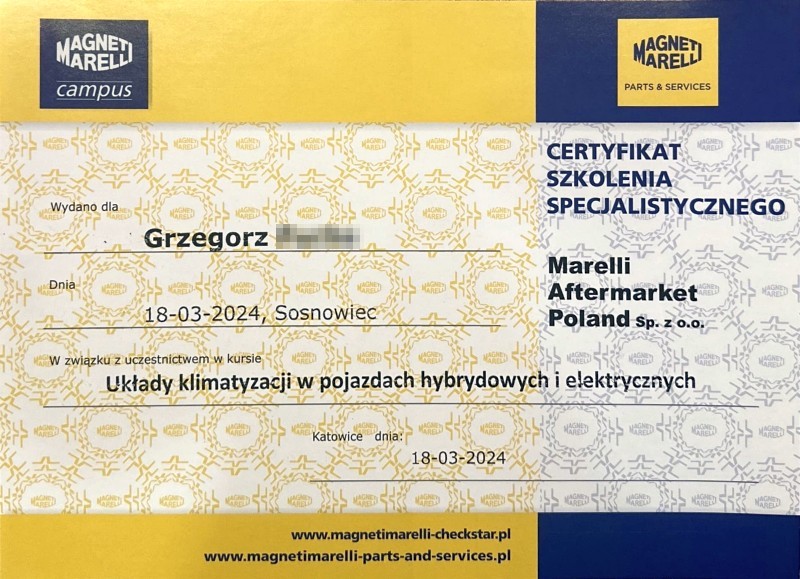 MAGNETI
MARELLI
campus
MAGNETI
MARELLI
PARTS & SERVICES
CERTYFIKAT
SZKOLENIA
SPECJALISTYCZNEGO
Wydano dla
Grzegorz
Marelli
Aftermarket
Poland Sp. z o.o.
Dnia
18-03-2024, Sosnowiec
W związku z uczestnictwem w kursie
Układy klimatyzacji w pojazdach hybrydowych i elektrycznych
Katowice dnia:
18-03-2024
www.magnetimarelli-checkstar.pl
www.magnetimarelli-parts-and-services.pl